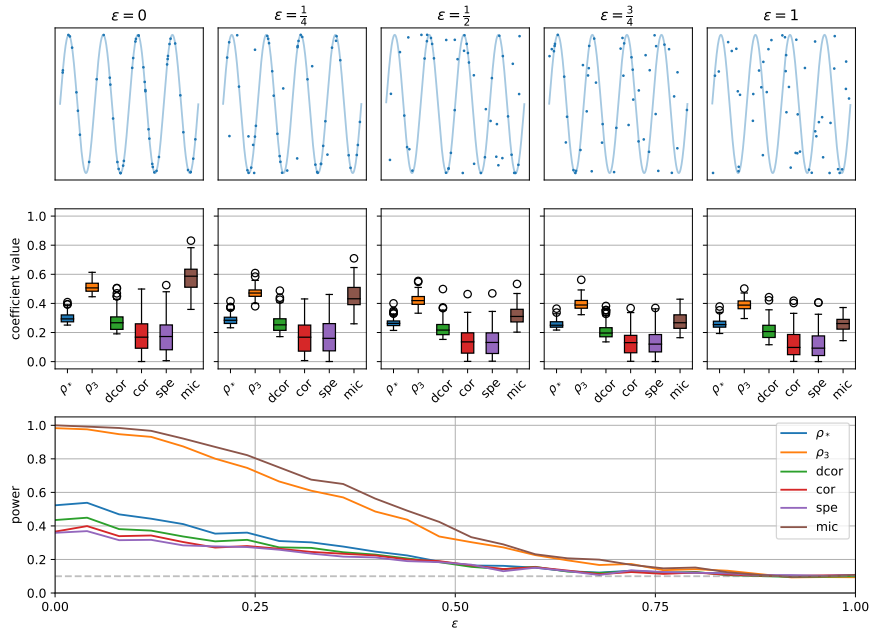 ε = 0
ε = 1/4
ε = 1/2
ε = 3/4
ε = 1
coefficient value
1.0
0.8
0.6
0.4
0.2
0.0
ρ* ρ3 dcor cor spe mic
ρ* ρ3 dcor cor spe mic
ρ* ρ3 dcor cor spe mic
ρ* ρ3 dcor cor spe mic
ρ* ρ3 dcor cor spe mic
power
1.0
0.8
0.6
0.4
0.2
0.0
ρ*
ρ3
dcor
cor
spe
mic
0.00 0.25 0.50 0.75 1.00
ε